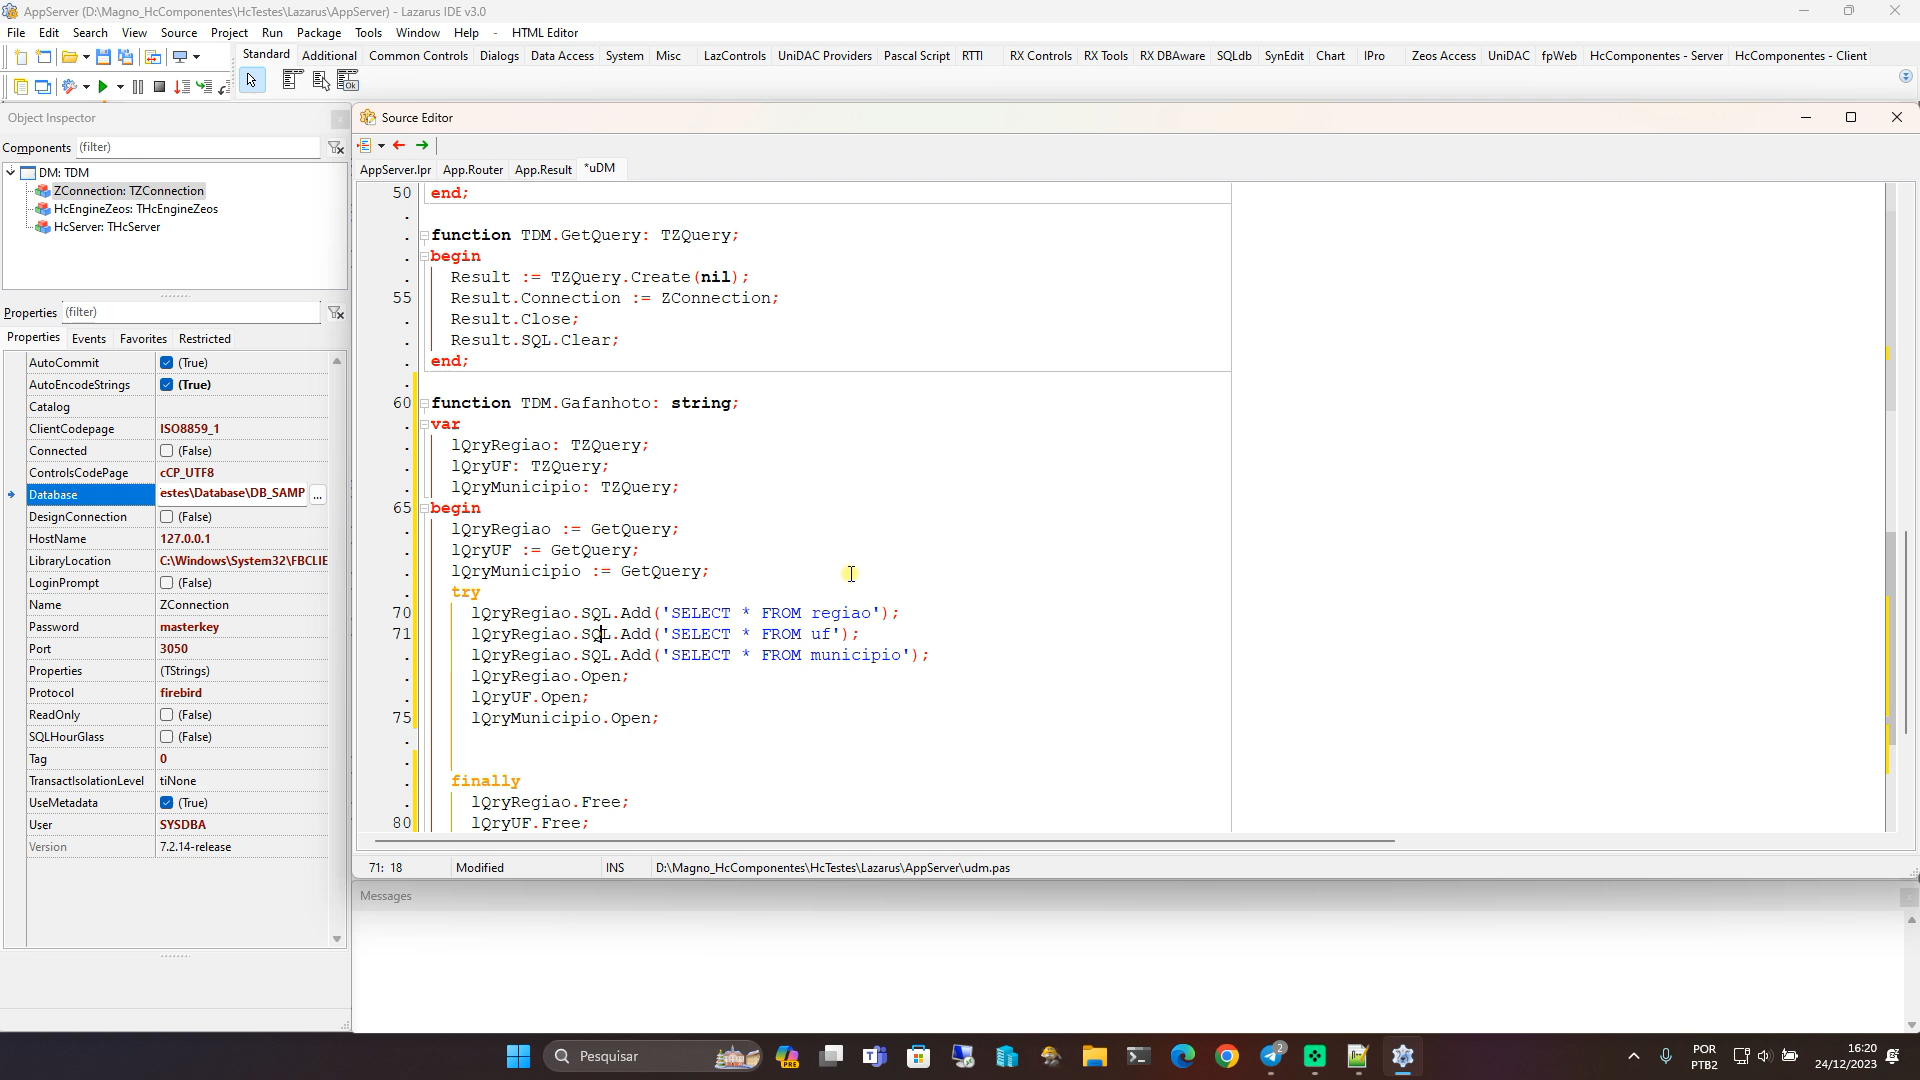 AppServer (D:\Magno_HcComponentes\HcTestes\Lazarus\AppServer) - Lazarus IDE v3.0
File Edit Search View Source Project Run Package Tools Window Help - HTML Editor
Standard Additional Common Controls Dialogs Data Access System Misc LazControls UniDAC Providers Pascal Script RTTI RX Controls RX Tools RX DBAware SQLdb SynEdit Chart IPro Zeos Access UniDAC fpWeb HcComponentes - Server HcComponentes - Client
Ok
Object Inspector
Components (filter)
DM: TDM
ZConnection: TZConnection
HcEngineZeos: THcEngineZeos
HcServer: THcServer
Properties (filter)
Properties Events Favorites Restricted
AutoCommit (True)
AutoEncodeStrings (True)
Catalog
ClientCodepage ISO8859_1
Connected (False)
ControlsCodePage cCP_UTF8
Database estes\Database\DB_SAMP ...
DesignConnection (False)
HostName 127.0.0.1
LibraryLocation C:\Windows\System32\FBCLIE
LoginPrompt (False)
Name ZConnection
Password masterkey
Port 3050
Properties (TStrings)
Protocol firebird
ReadOnly (False)
SQLHourGlass (False)
Tag 0
TransactIsolationLevel tiNone
UseMetadata (True)
User SYSDBA
Version 7.2.14-release
Source Editor
AppServer.lpr App.Router App.Result *uDM
50 end;
function TDM.GetQuery: TZQuery;
begin
Result := TZQuery.Create(nil);
55 Result.Connection := ZConnection;
Result.Close;
Result.SQL.Clear;
end;
60 function TDM.Gafanhoto: string;
var
lQryRegiao: TZQuery;
lQryUF: TZQuery;
lQryMunicipio: TZQuery;
65 begin
lQryRegiao := GetQuery;
lQryUF := GetQuery;
lQryMunicipio := GetQuery;
try
70 lQryRegiao.SQL.Add('SELECT * FROM regiao');
71 lQryRegiao.SQL.Add('SELECT * FROM uf');
lQryRegiao.SQL.Add('SELECT * FROM municipio');
lQryRegiao.Open;
lQryUF.Open;
75 lQryMunicipio.Open;
finally
lQryRegiao.Free;
80 lQryUF.Free;
71: 18 Modified INS D:\Magno_HcComponentes\HcTestes\Lazarus\AppServer\udm.pas
Messages
Pesquisar
PRE
2
POR
PTB2
16:20
24/12/2023